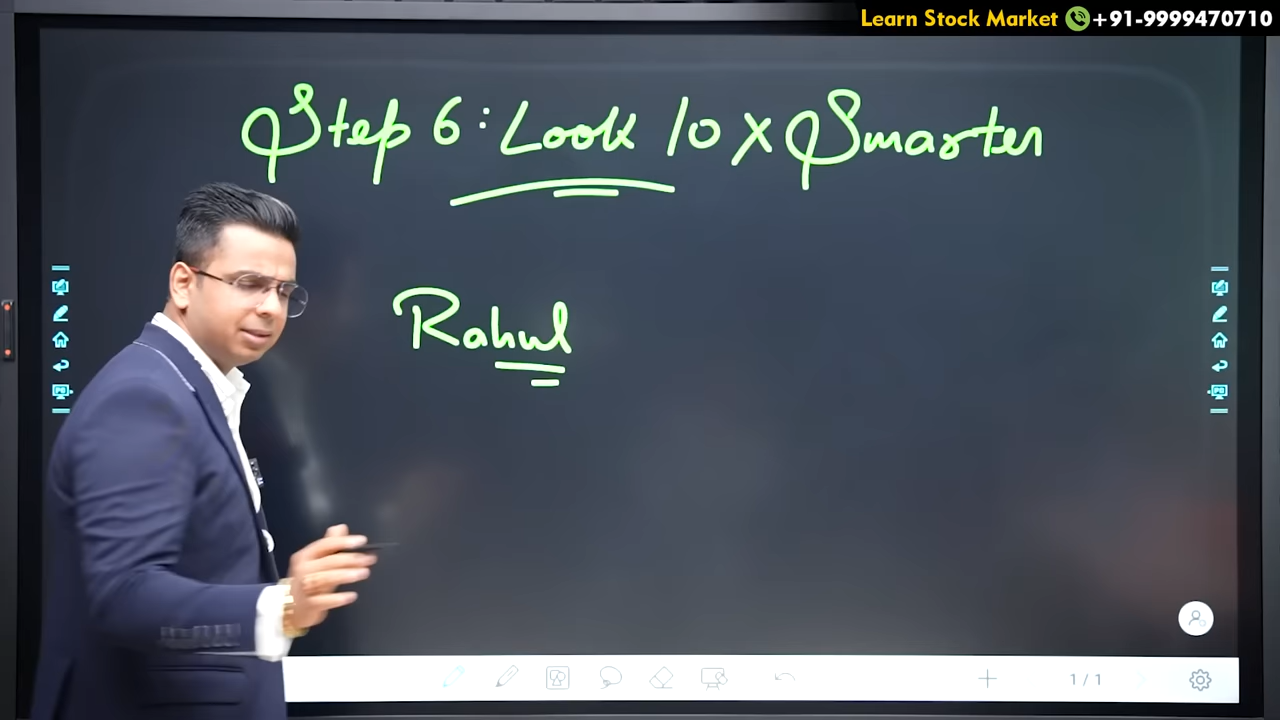 Learn Stock Market +91-9999470710
Step 6: Look 10 X Smarter
Rahul
1 / 1